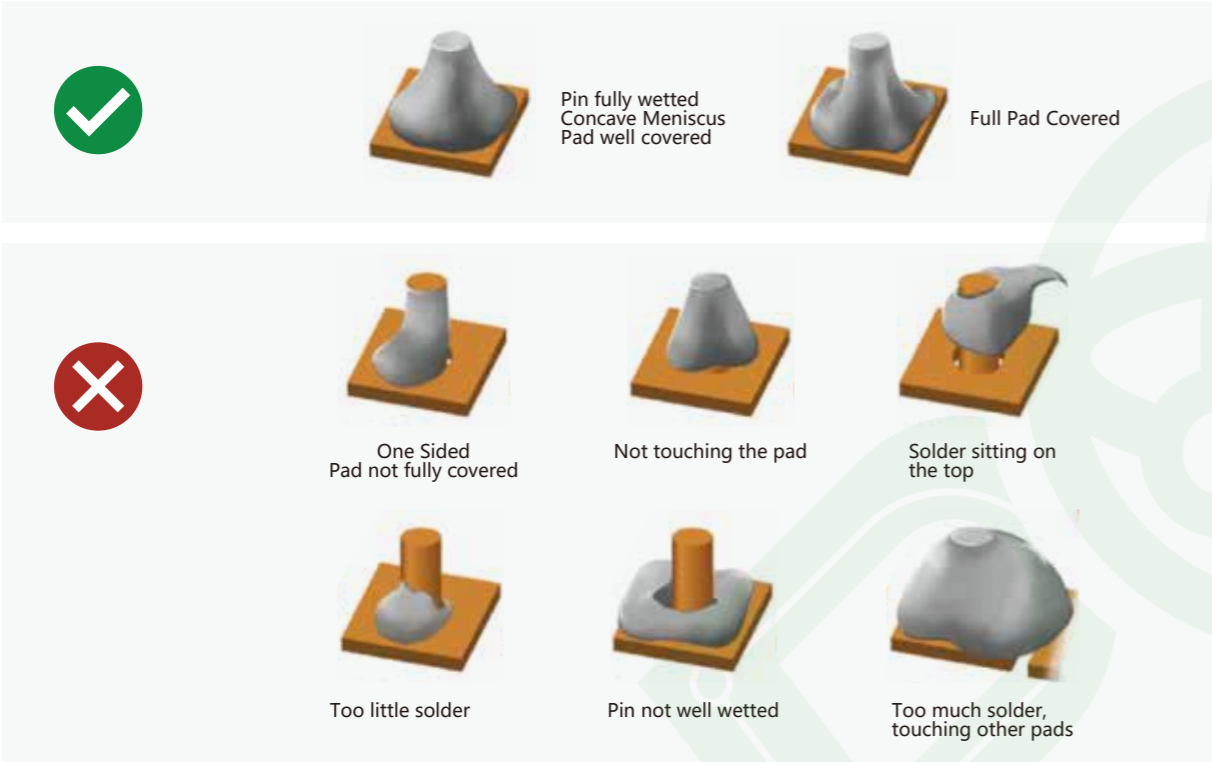 Pin fully wetted
Concave Meniscus
Pad well covered
Full Pad Covered
One Sided
Pad not fully covered
Not touching the pad
Solder sitting on
the top
Too little solder
Pin not well wetted
Too much solder,
touching other pads